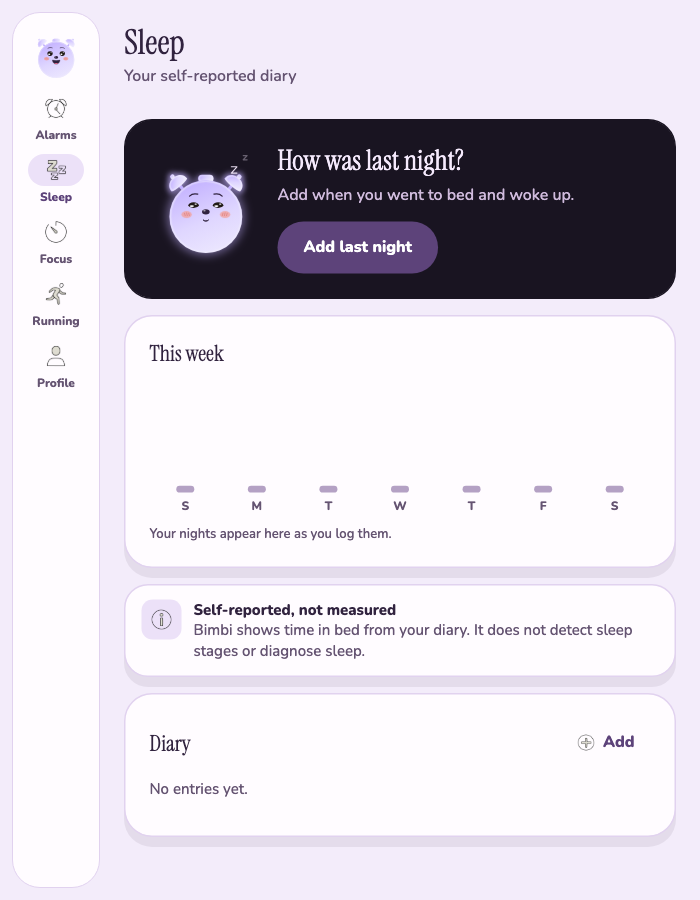 Sleep
Your self-reported diary
Alarms
Sleep
Focus
Running
Profile
z
z
How was last night?
Add when you went to bed and woke up.
Add last night
This week
S M T W T F S
Your nights appear here as you log them.
Self-reported, not measured
Bimbi shows time in bed from your diary. It does not detect sleep
stages or diagnose sleep.
Diary
Add
No entries yet.